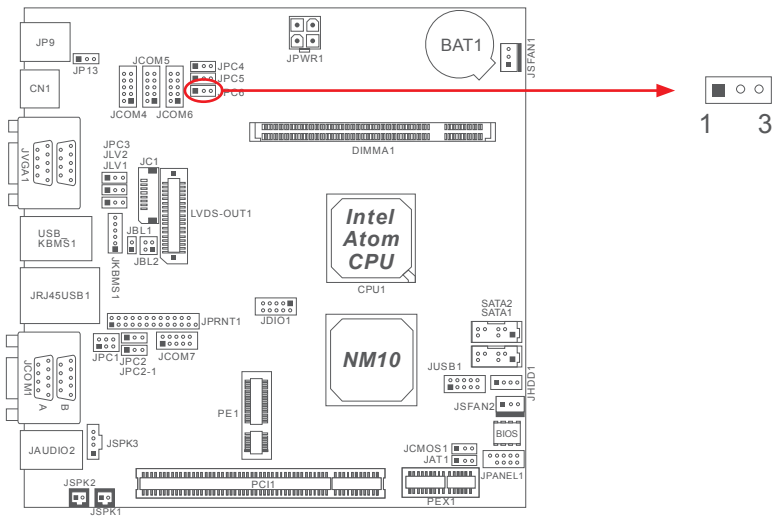 JP9
JP13
CN1
JCOM5
JCOM4
JCOM6
JPC4
JPC5
JPC6
JPWR1
BAT1
JSFAN1
1 3
DIMMA1
JVGA1
JPC3
JLV2
JLV1
JC1
LVDS-OUT1
Intel
Atom
CPU
CPU1
USB_
KBMS1
JKBMS1
JBL1
JBL2
JRJ45USB1
JPRNT1
JDIO1
SATA2
SATA1
NM10
JCOM1
A B
JPC1
JPC2
JPC2-1
JCOM7
JUSB1
JHDD1
JSFAN2
PE1
BIOS
JAUDIO2
JSPK3
JCMOS1
JAT1
JPANEL1
JSPK2
JSPK1
PCI1
PEX1